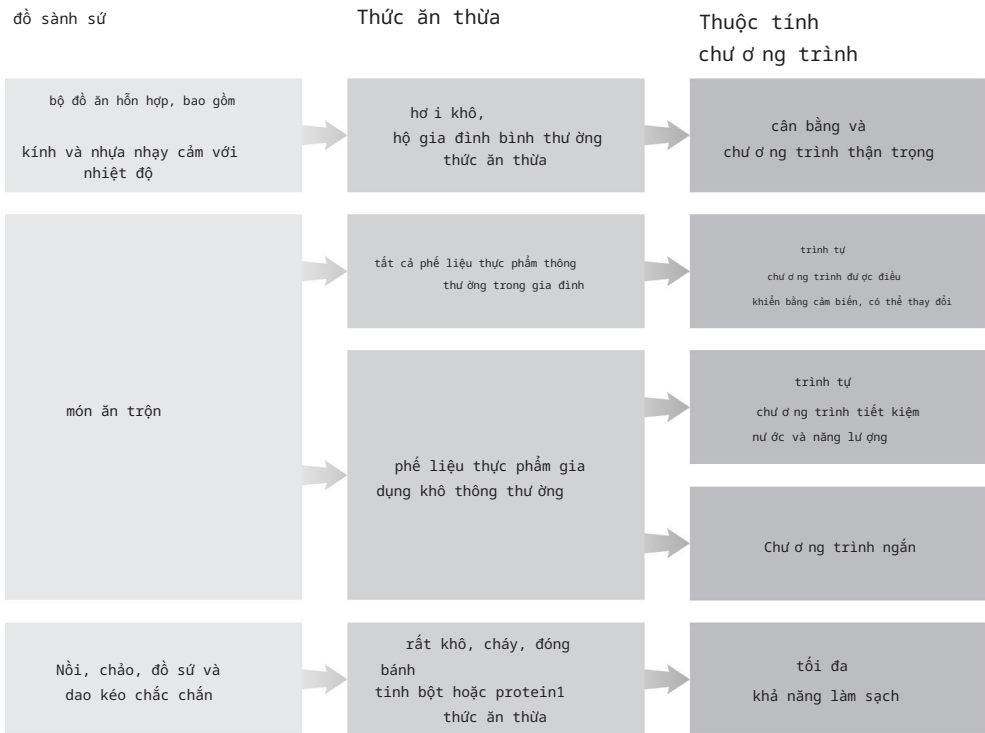 đồ sành sứ
Thức ăn thừa
Thuộc tính
chư ơ ng trình
bộ đồ ăn hỗn hợp, bao gồm
kính và nhựa nhạy cảm với
nhiệt độ
hơ i khô,
hộ gia đình bình thư ờng
thức ăn thừa
cân bằng và
chư ơ ng trình thận trọng
món ăn trộn
tất cả phế liệu thực phẩm thông
thư ờng trong gia đình
trình tự
chư ơ ng trình đư ợc điều
khiển bằng cảm biến, có thể thay đổi
phế liệu thực phẩm gia
dụng khô thông thư ờng
trình tự
chư ơ ng trình tiết kiệm
nư ớc và năng lư ợng
Chư ơ ng trình ngắn
Nồi, chảo, đồ sứ và
dao kéo chắc chắn
rất khô, cháy, đóng
bánh
tinh bột hoặc protein1
thức ăn thừa
tối đa
khả năng làm sạch